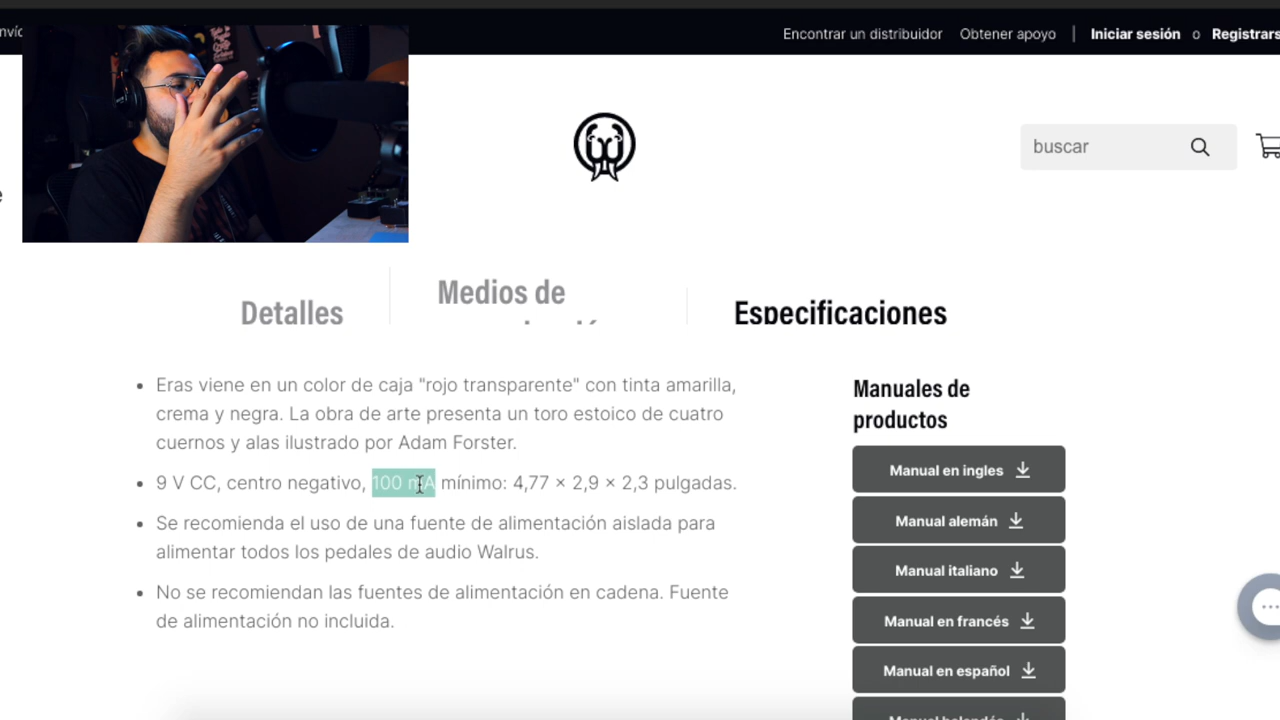 Encontrar un distribuidor Obtener apoyo | Iniciar sesión o Registrars
buscar
Detalles
Medios de
Especificaciones
Eras viene en un color de caja "rojo transparente" con tinta amarilla,
crema y negra. La obra de arte presenta un toro estoico de cuatro
cuernos y alas ilustrado por Adam Forster.
9 V CC, centro negativo, 100 mA mínimo: 4,77 × 2,9 × 2,3 pulgadas.
Se recomienda el uso de una fuente de alimentación aislada para
alimentar todos los pedales de audio Walrus.
No se recomiendan las fuentes de alimentación en cadena. Fuente
de alimentación no incluida.
Manuales de
productos
Manual en ingles
Manual alemán
Manual italiano
Manual en francés
Manual en español